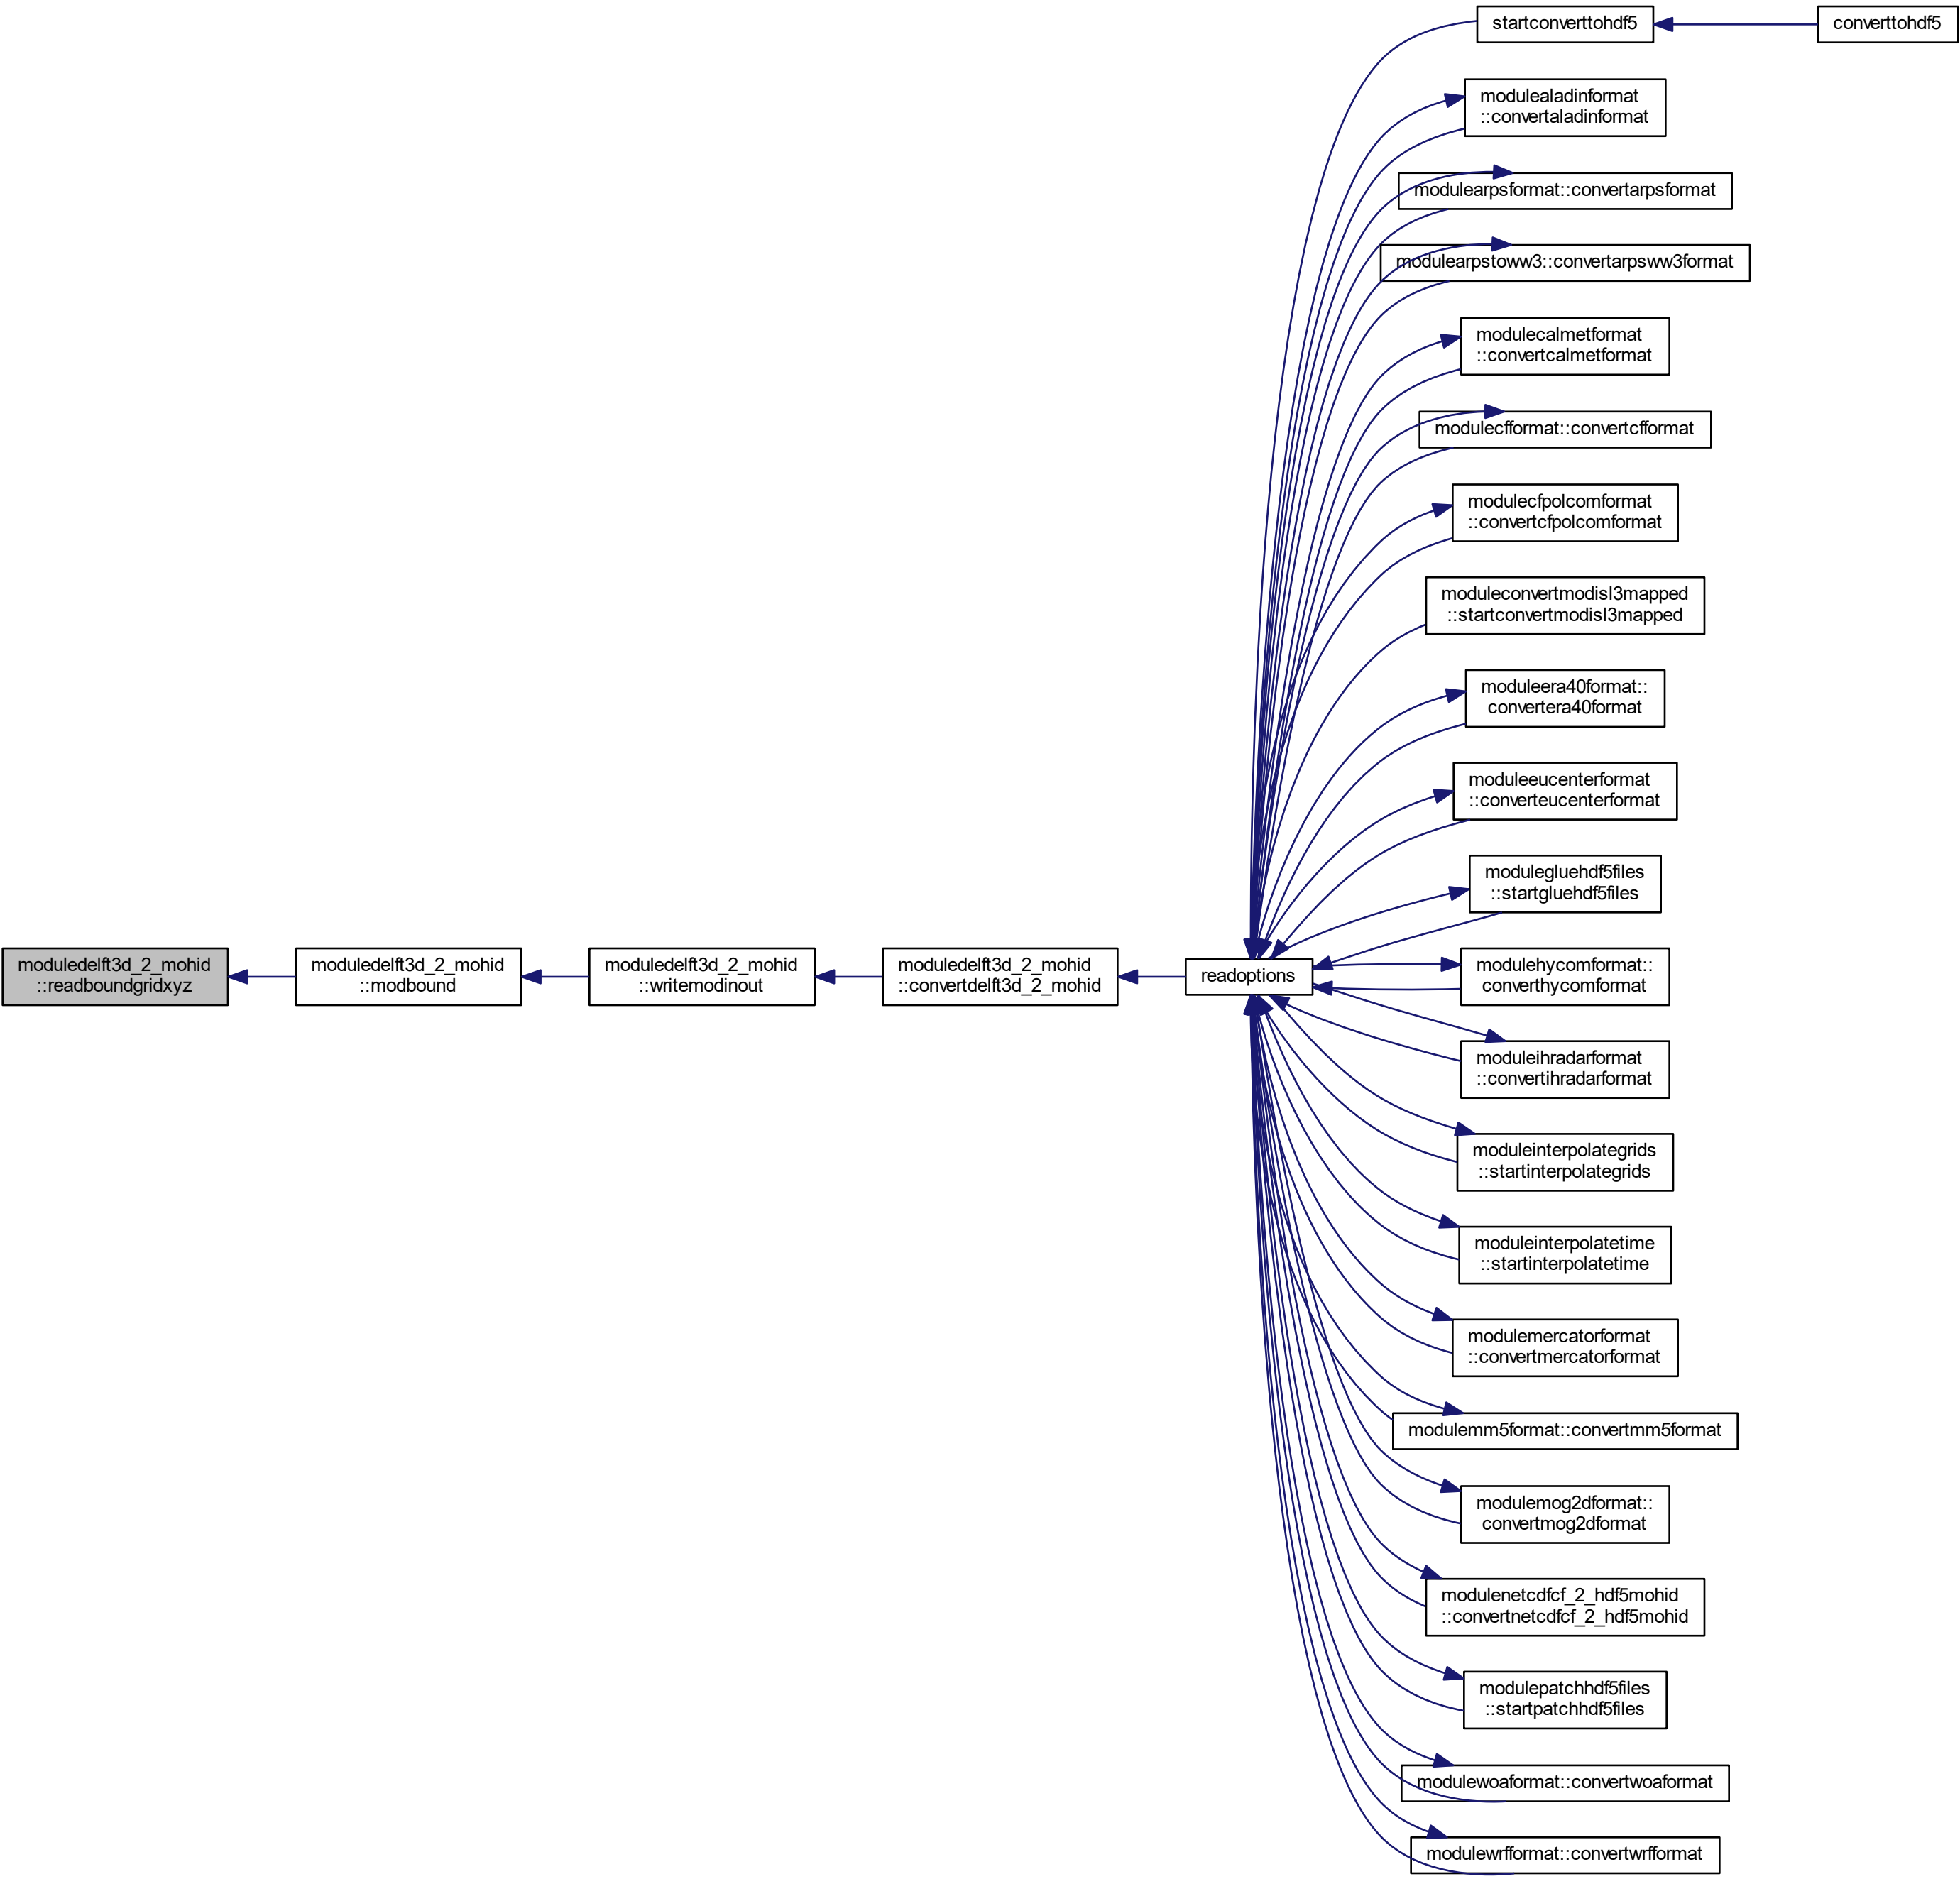 startconverttohdf5
converttohdf5
modulealadinformat
::convertaladinformat
modulearpsformat::convertarpsformat
modulearpstoww3::convertarpsww3format
modulecalmetformat
::convertcalmetformat
modulecfformat::convertcfformat
modulecfpolcomformat
::convertcfpolcomformat
moduleconvertmodisl3mapped
::startconvertmodisl3mapped
moduleera40format::
convertera40format
moduleeucenterformat
::converteucenterformat
modulegluehdf5files
::startgluehdf5files
moduledelft3d_2_mohid
::readboundgridxyz
moduledelft3d_2_mohid
::modbound
moduledelft3d_2_mohid
::writemodinout
moduledelft3d_2_mohid
::convertdelft3d_2_mohid
readoptions
modulehycomformat::
converthycomformat
moduleihradarformat
::convertihradarformat
moduleinterpolategrids
::startinterpolategrids
moduleinterpolatetime
::startinterpolatetime
modulemercatorformat
::convertmercatorformat
modulemm5format::convertmm5format
modulemog2dformat::
convertmog2dformat
modulenetcdfcf_2_hdf5mohid
::convertnetcdfcf_2_hdf5mohid
modulepatchhdf5files
::startpatchhdf5files
modulewoaformat::convertwoaformat
modulewrfformat::convertwrfformat